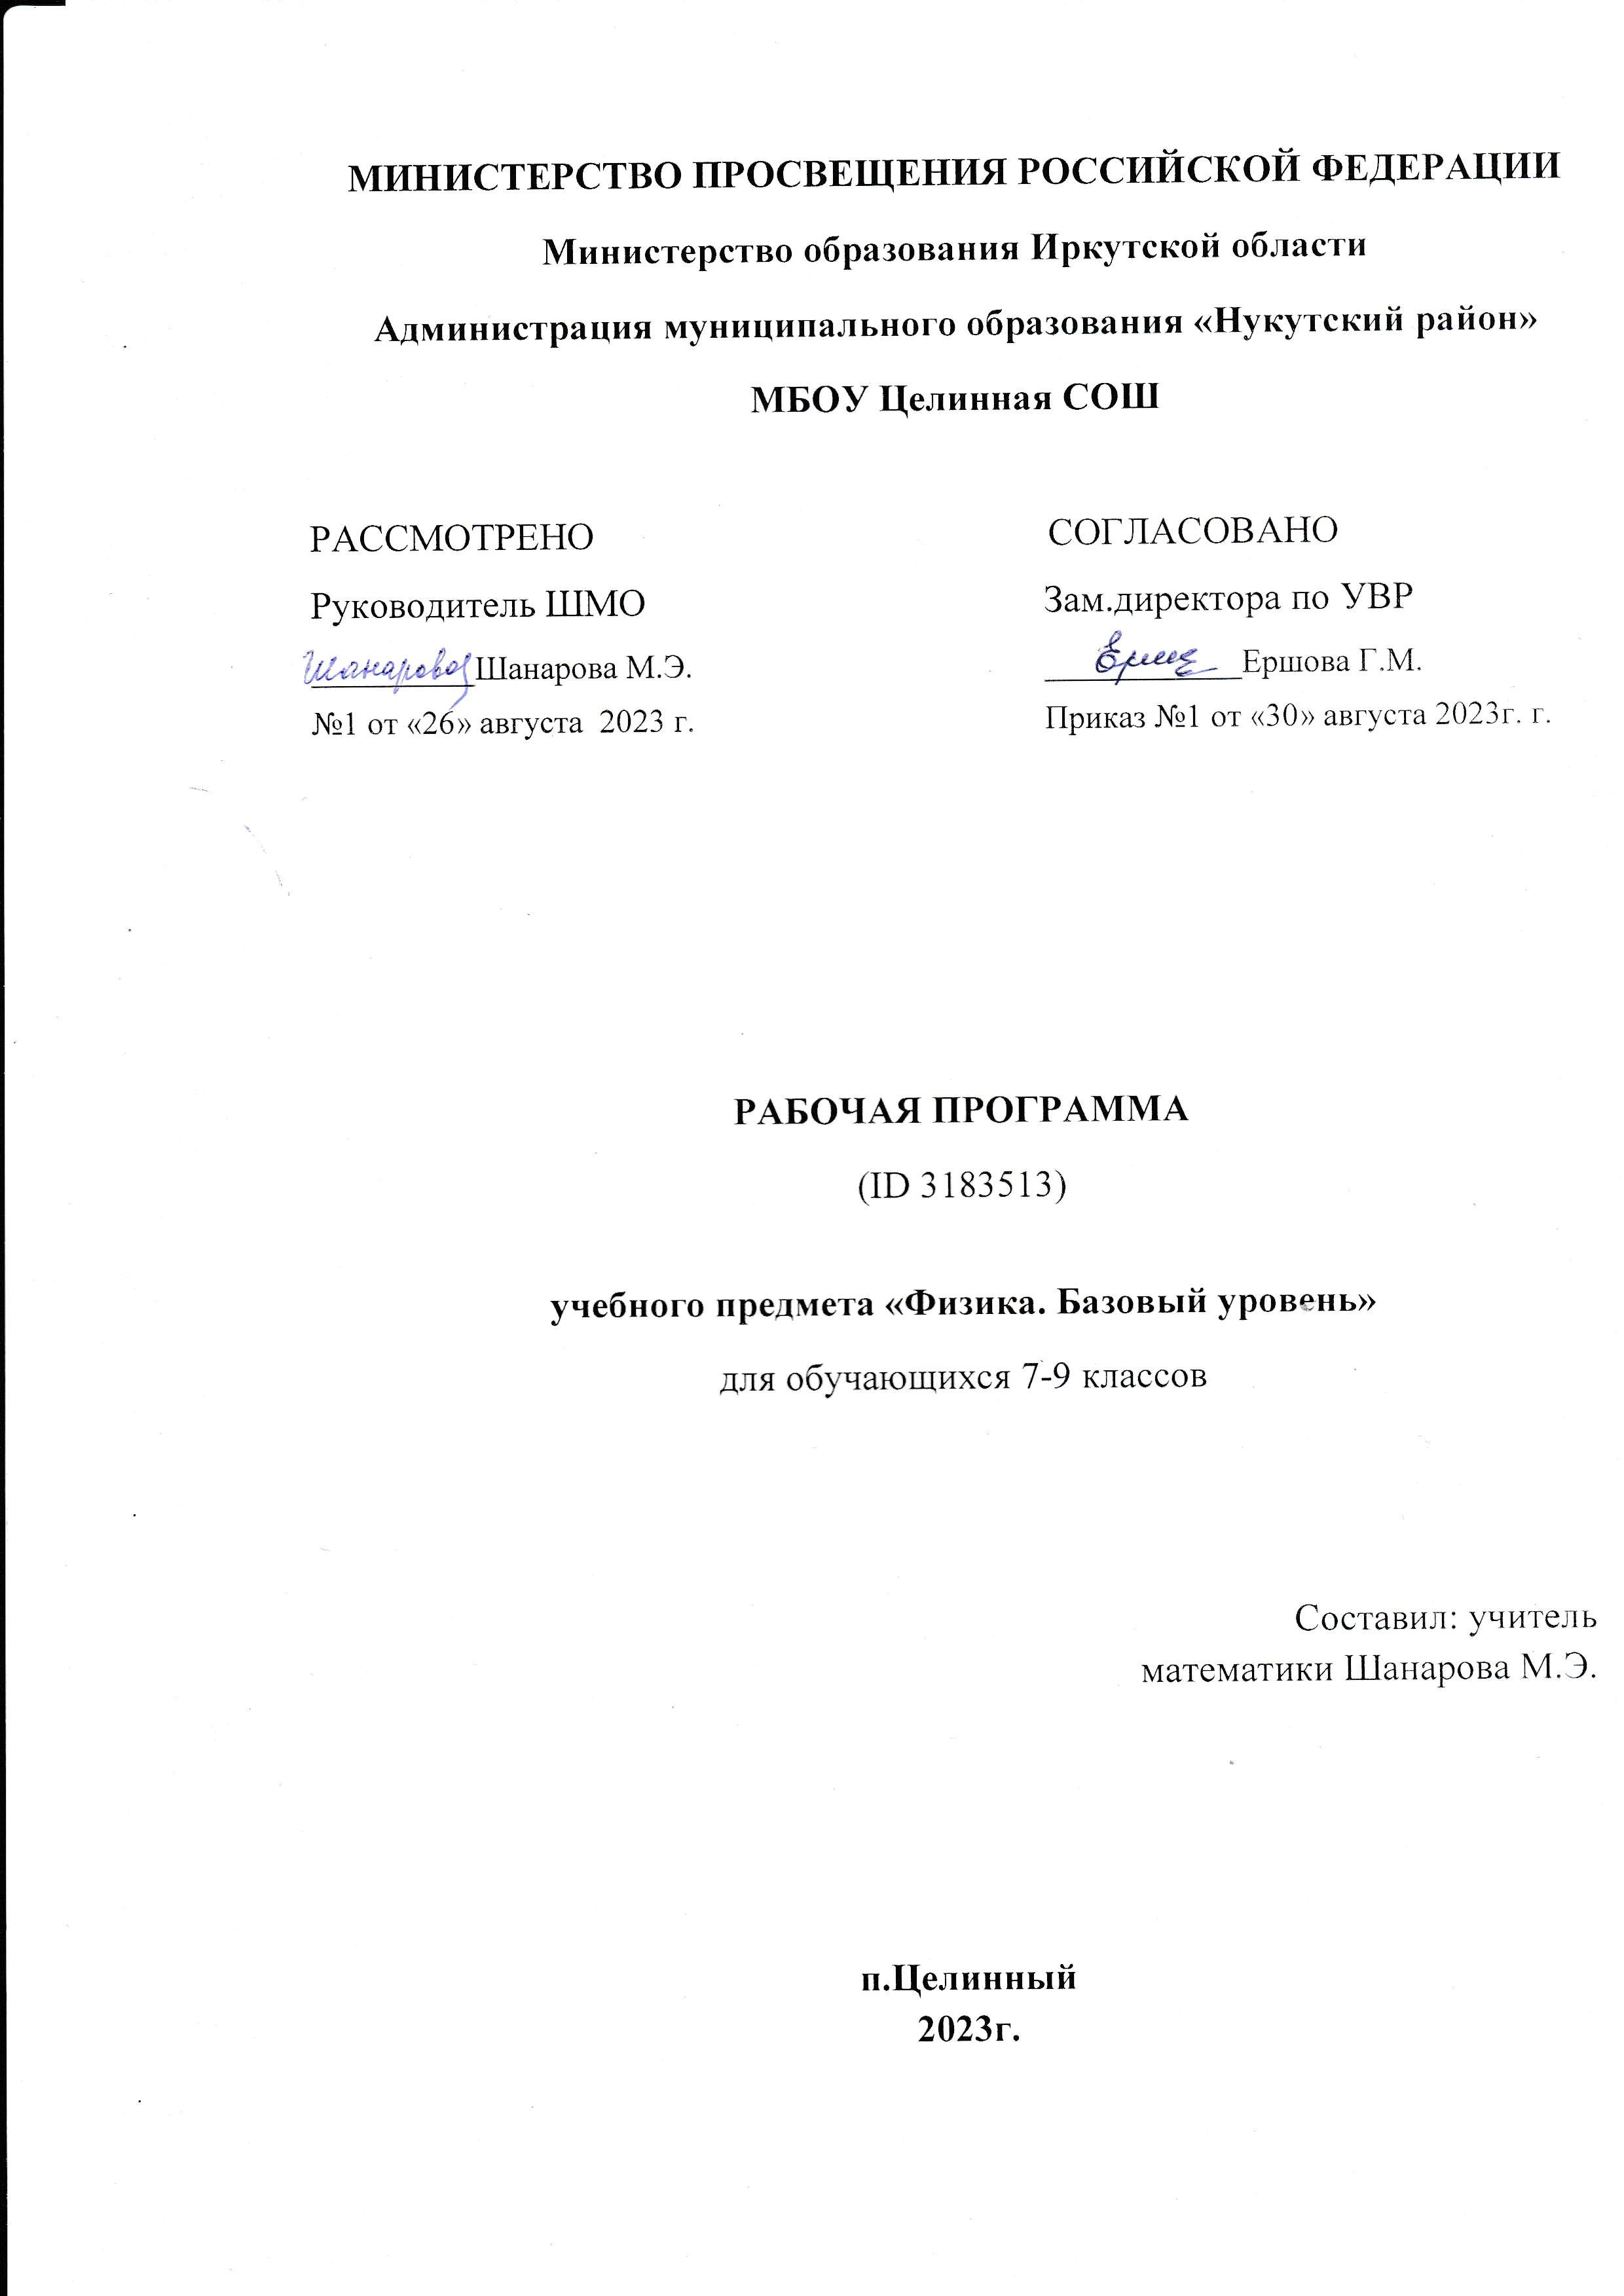 МИНИСТЕРСТВО ПРОСВЕЩЕНИЯ РОССИЙСКОЙ ФЕДЕРАЦИИ
Министерство образования Иркутской области
Администрация муниципального образования «Нукутский район»
МБОУ Целинная СОШ
РАССМОТРЕНО
Руководитель ШМО
Шанарова Шанарова М.Э.
№1 от «26» августа 2023 г.
СОГЛАСОВАНО
Зам.директора по УВР
Ершова Г.М.
Приказ №1 от «30» августа 2023г. г.
РАБОЧАЯ ПРОГРАММА
(ID 3183513)
учебного предмета «Физика. Базовый уровень»
для обучающихся 7-9 классов
Составил: учитель
математики Шанарова М.Э.
п.Целинный
2023г.